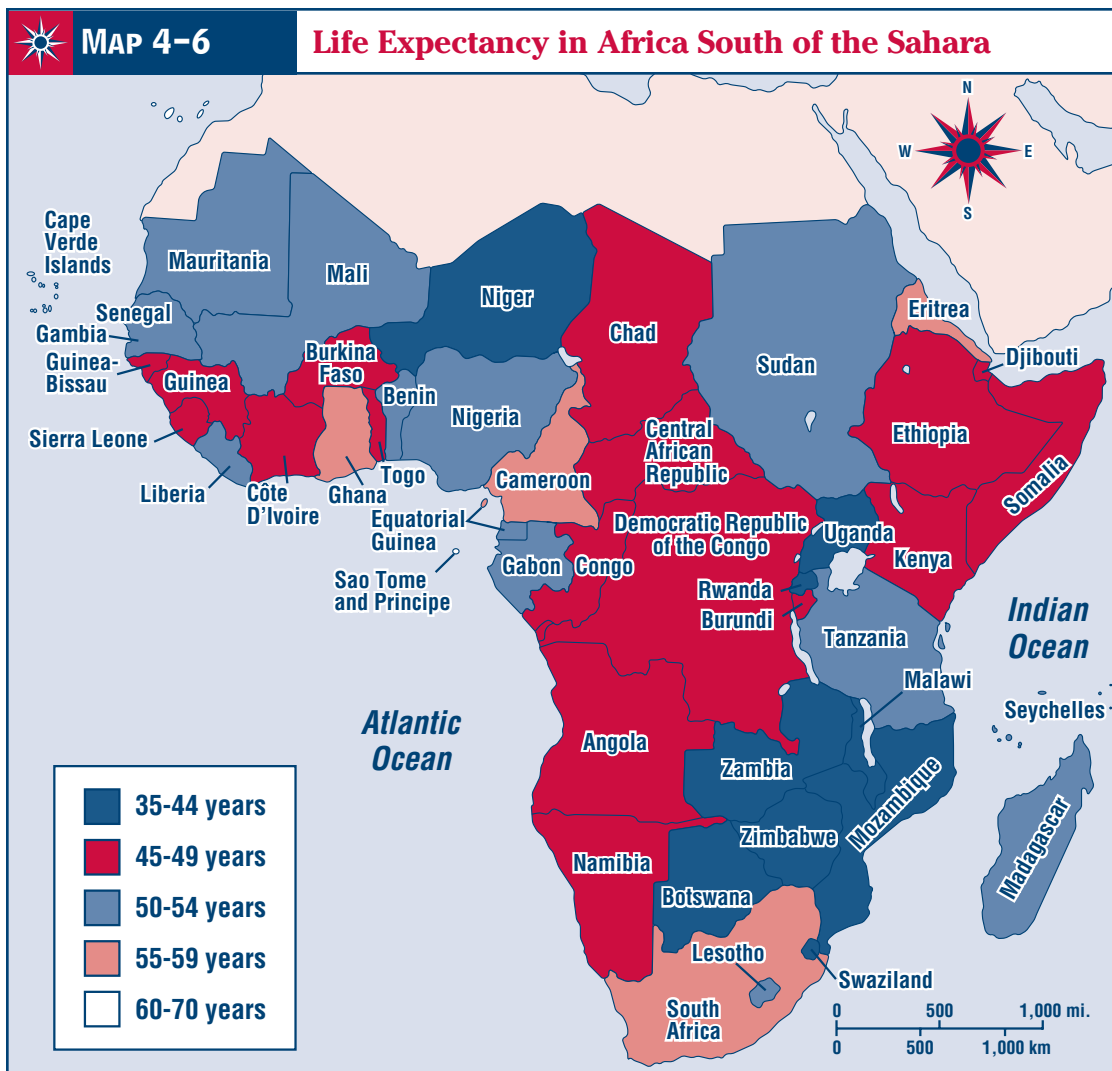 MAP 4–6
Life Expectancy in Africa South of the Sahara
N
W
E
S
Cape
Verde
Islands
Mauritania
Mali
Niger
Chad
Sudan
Eritrea
Djibouti
Senegal
Gambia
Guinea-
Bissau
Guinea
Burkina
Faso
Benin
Nigeria
Sierra Leone
Liberia
Côte
D'Ivoire
Ghana
Togo
Cameroon
Central
African
Republic
Ethiopia
Somalia
Equatorial
Guinea
Sao Tome
and Principe
Gabon
Congo
Democratic Republic
of the Congo
Uganda
Kenya
Rwanda
Burundi
Tanzania
Indian
Ocean
Malawi
Seychelles
Atlantic
Ocean
Angola
Zambia
Mozambique
Zimbabwe
Madagascar
Namibia
Botswana
Lesotho
Swaziland
South
Africa
35-44 years
45-49 years
50-54 years
55-59 years
60-70 years
0 500 1,000 mi.
0 500 1,000 km